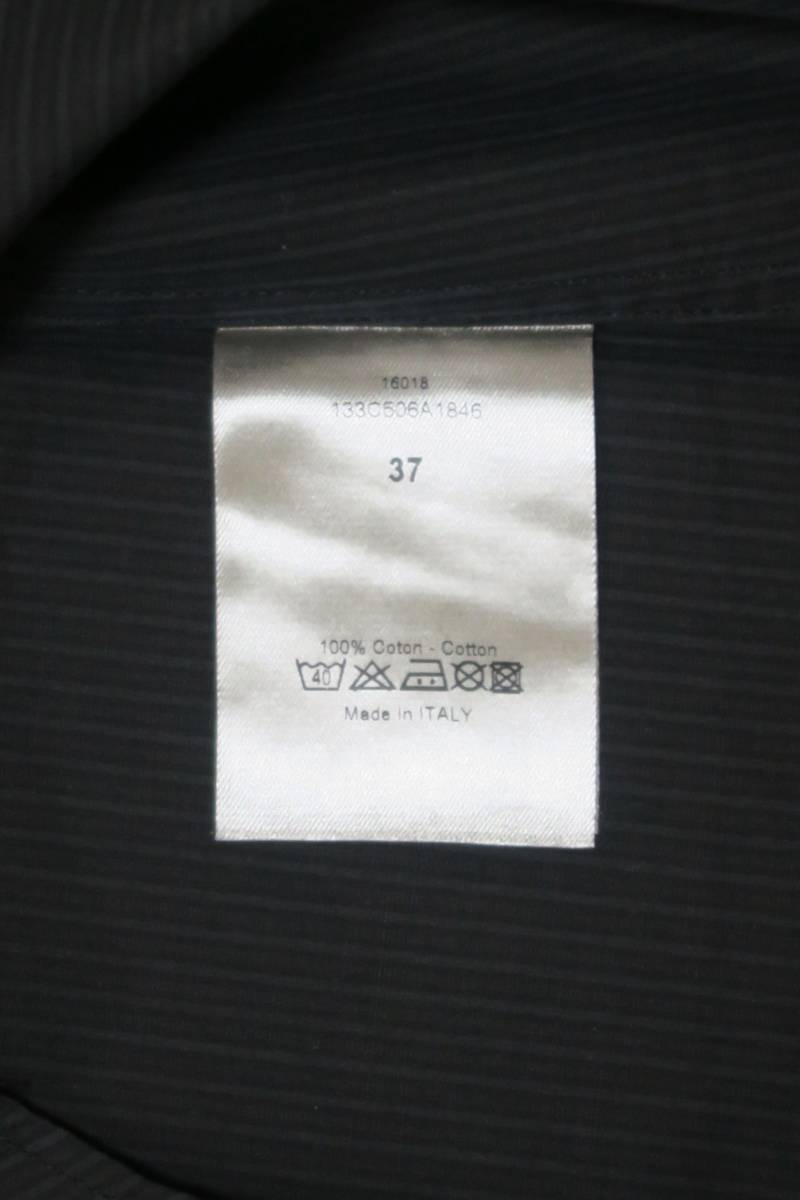 16018
133C506A1846
37
100% Coton - Cotton
40
Made in ITALY